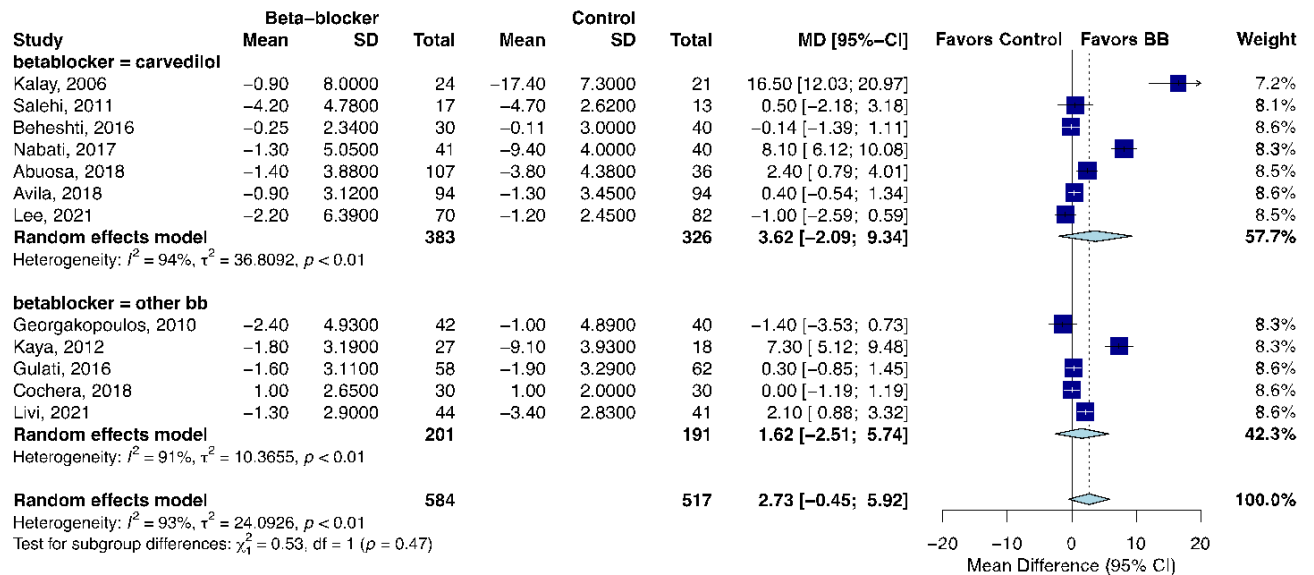 Beta−blocker Control
Study Mean SD Total Mean SD Total MD [95%−CI] Favors Control Favors BB Weight
betablocker = carvedilol
Kalay, 2006 −0.90 8.0000 24 −17.40 7.3000 21 16.50 [12.03; 20.97] 7.2%
Salehi, 2011 −4.20 4.7800 17 −4.70 2.6200 13 0.50 [−2.18; 3.18] 8.1%
Beheshti, 2016 −0.25 2.3400 30 −0.11 3.0000 40 −0.14 [−1.39; 1.11] 8.6%
Nabati, 2017 −1.30 5.0500 41 −9.40 4.0000 40 8.10 [ 6.12; 10.08] 8.3%
Abuosa, 2018 −1.40 3.8800 107 −3.80 4.3800 36 2.40 [ 0.79; 4.01] 8.5%
Avila, 2018 −0.90 3.1200 94 −1.30 3.4500 94 0.40 [−0.54; 1.34] 8.6%
Lee, 2021 −2.20 6.3900 70 −1.20 2.4500 82 −1.00 [−2.59; 0.59] 8.5%
Random effects model 383 326 3.62 [−2.09; 9.34] 57.7%
Heterogeneity: I² = 94%, τ² = 36.8092, p < 0.01
betablocker = other bb
Georgakopoulos, 2010 −2.40 4.9300 42 −1.00 4.8900 40 −1.40 [−3.53; 0.73] 8.3%
Kaya, 2012 −1.80 3.1900 27 −9.10 3.9300 18 7.30 [ 5.12; 9.48] 8.3%
Gulati, 2016 −1.60 3.1100 58 −1.90 3.2900 62 0.30 [−0.85; 1.45] 8.6%
Cochera, 2018 1.00 2.6500 30 1.00 2.0000 30 0.00 [−1.19; 1.19] 8.6%
Livi, 2021 −1.30 2.9000 44 −3.40 2.8300 41 2.10 [ 0.88; 3.32] 8.6%
Random effects model 201 191 1.62 [−2.51; 5.74] 42.3%
Heterogeneity: I² = 91%, τ² = 10.3655, p < 0.01
Random effects model 584 517 2.73 [−0.45; 5.92] 100.0%
Heterogeneity: I² = 93%, τ² = 24.0926, p < 0.01
Test for subgroup differences: χ²₁ = 0.53, df = 1 (p = 0.47)
−20 −10 0 10 20
Mean Difference (95% CI)